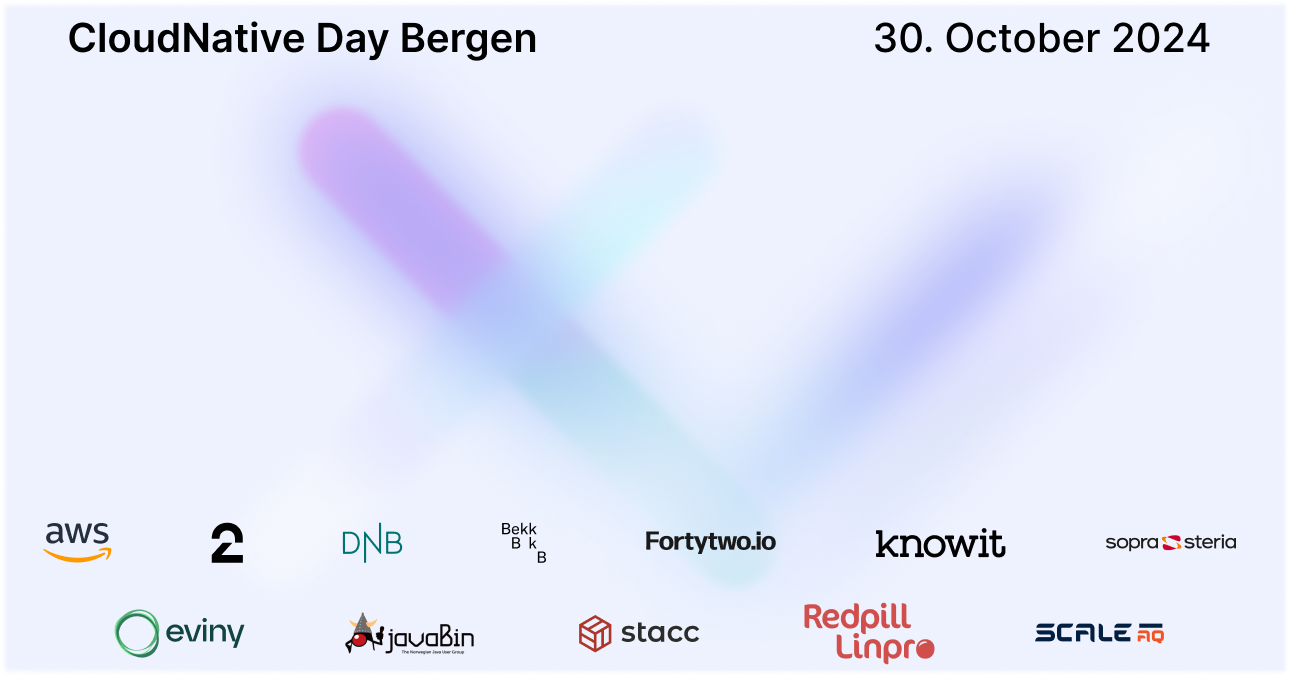 CloudNative Day Bergen
30. October 2024
aws
2
DNB
Bekk
B k
B
Fortytwo.io
knowit
sopra steria
eviny
javaBin
The Norwegian Java User Group
stacc
Redpill
Linpro
SCALE AQ